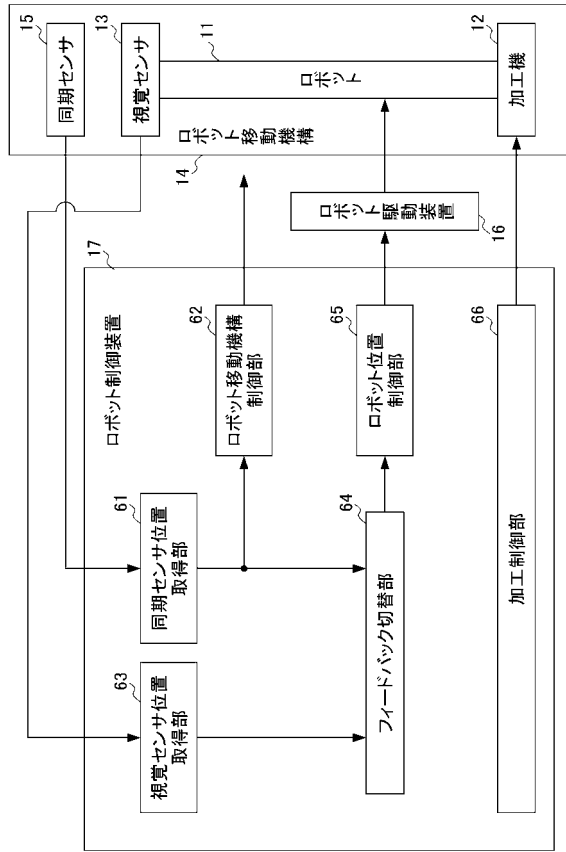 17
ロボット制御装置
63
視覚センサ位置
取得部
61
同期センサ位置
取得部
62
ロボット移動機構
制御部
64
フィードバック切替部
65
ロボット位置
制御部
66
加工制御部
16
ロボット駆動装置
14
ロボット
移動機構
15
同期センサ
13
視覚センサ
11
ロボット
12
加工機